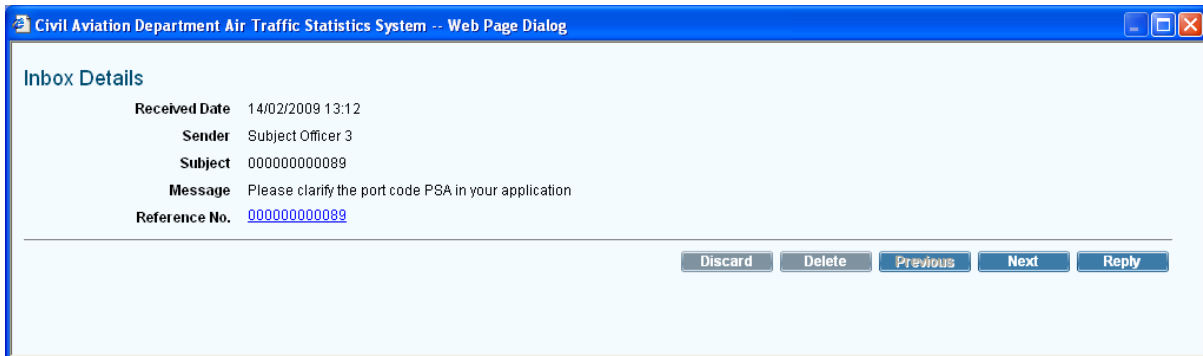 Civil Aviation Department Air Traffic Statistics System -- Web Page Dialog
Inbox Details
Received Date 14/02/2009 13:12
Sender Subject Officer 3
Subject 000000000089
Message Please clarify the port code PSA in your application
Reference No. 000000000089
Discard Delete Previous Next Reply